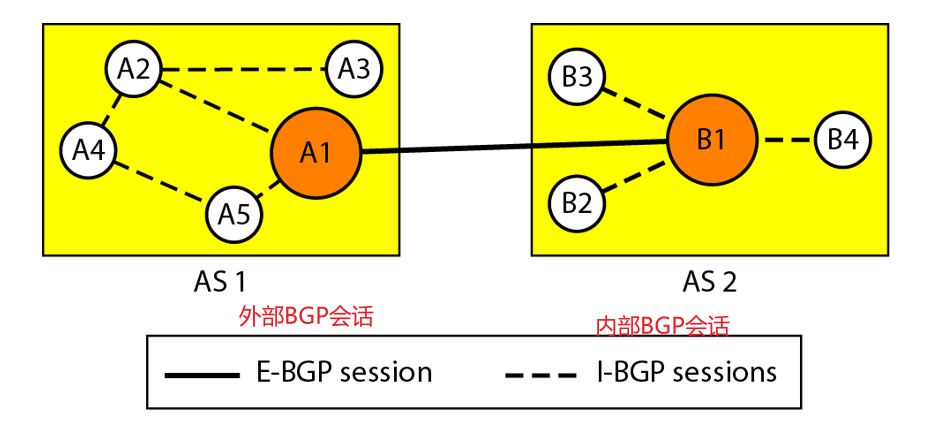 A2
A3
B3
A4
A1
B1
B4
A5
B2
AS 1
AS 2
外部BGP会话
内部BGP会话
E-BGP session
I-BGP sessions